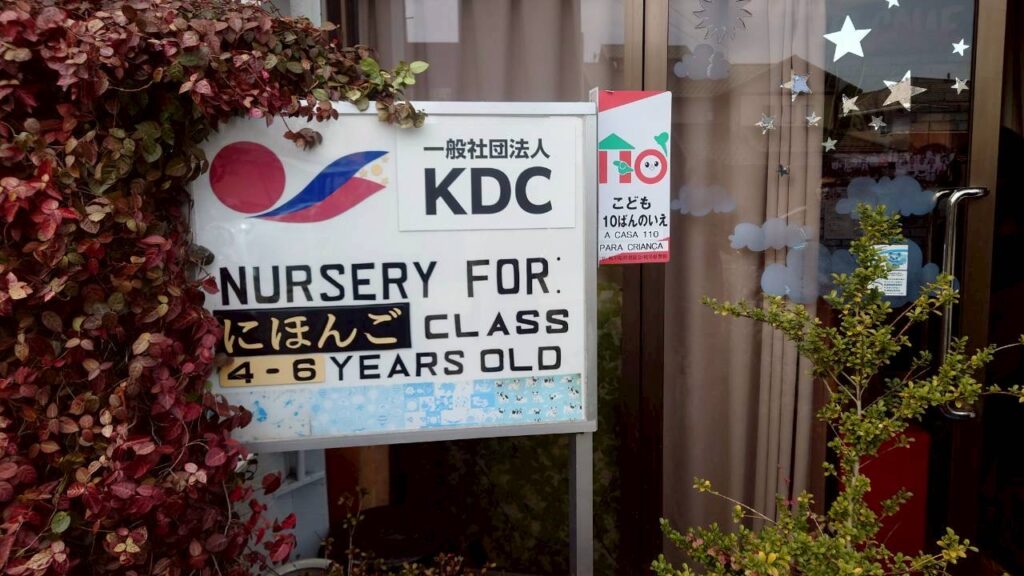 一般社団法人
KDC
NURSERY FOR:
にほんご CLASS
4-6 YEARS OLD
110
こども
10ばんのいえ
A CASA 110
PARA CRIANÇA